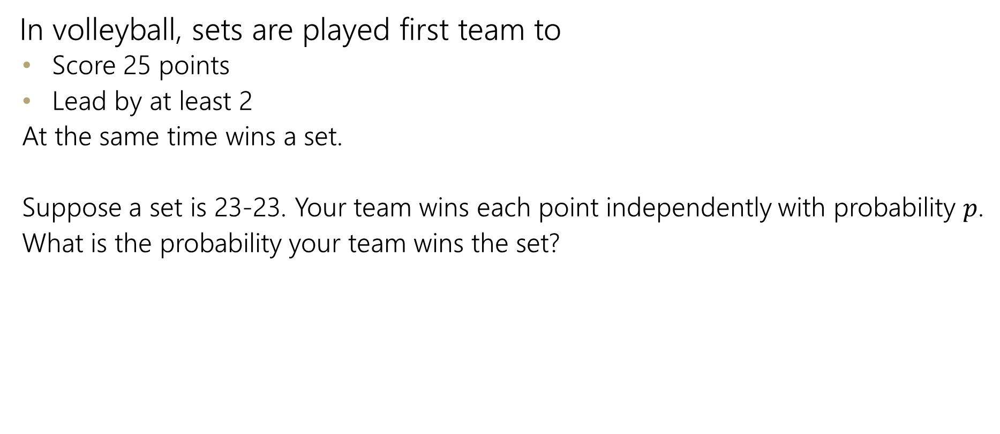 In volleyball, sets are played first team to
• Score 25 points
• Lead by at least 2
At the same time wins a set.
Suppose a set is 23-23. Your team wins each point independently with probability 𝑝.
What is the probability your team wins the set?